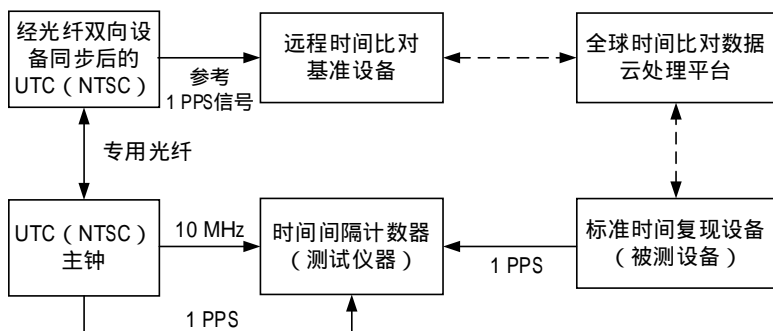 经光纤双向设
备同步后的
UTC（NTSC）
参考
1 PPS信号
远程时间比对
基准设备
全球时间比对数据
云处理平台
专用光纤
UTC（NTSC）
主钟
10 MHz
时间间隔计数器
（测试仪器）
1 PPS
标准时间复现设备
（被测设备）
1 PPS